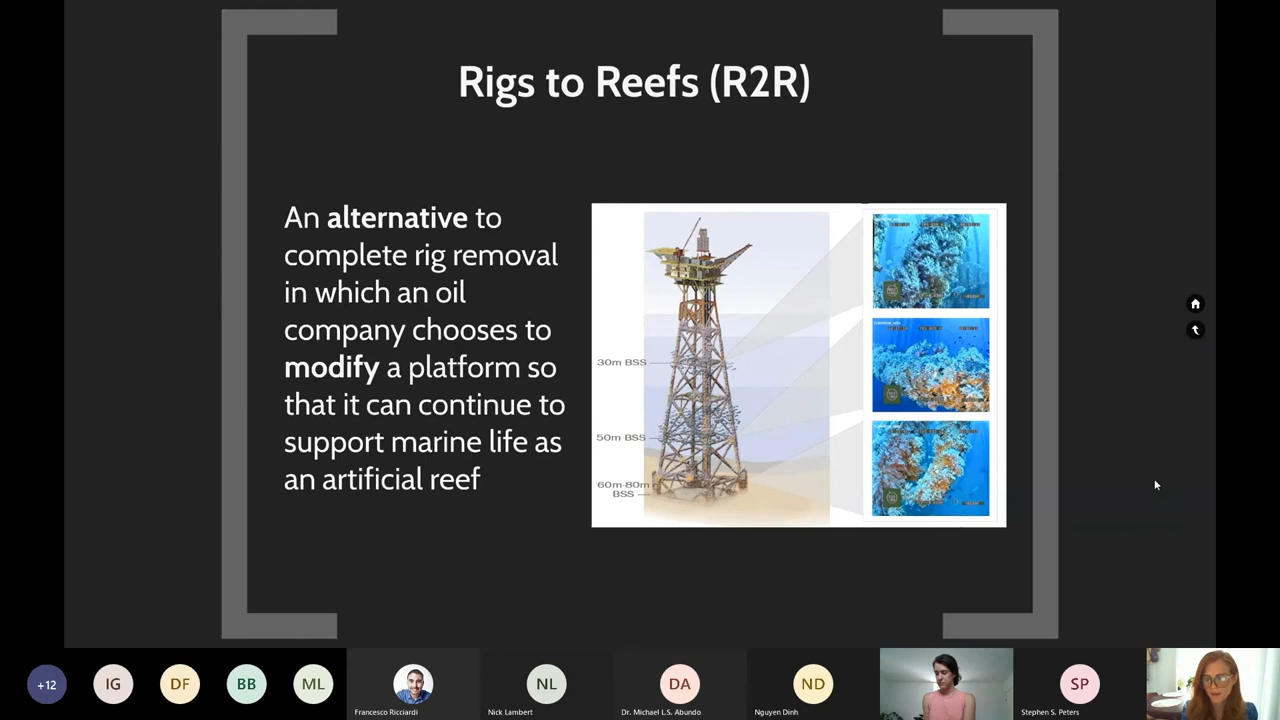 Rigs to Reefs (R2R)
An alternative to
complete rig removal
in which an oil
company chooses to
modify a platform so
that it can continue to
support marine life as
an artificial reef
30m BSS
50m BSS
60m-80m
BSS
+12
IG
DF
BB
ML
Francesco Ricciardi
NL
Nick Lambert
DA
Dr. Michael L.S. Abundo
ND
Nguyen Dinh
SP
Stephen S. Peters